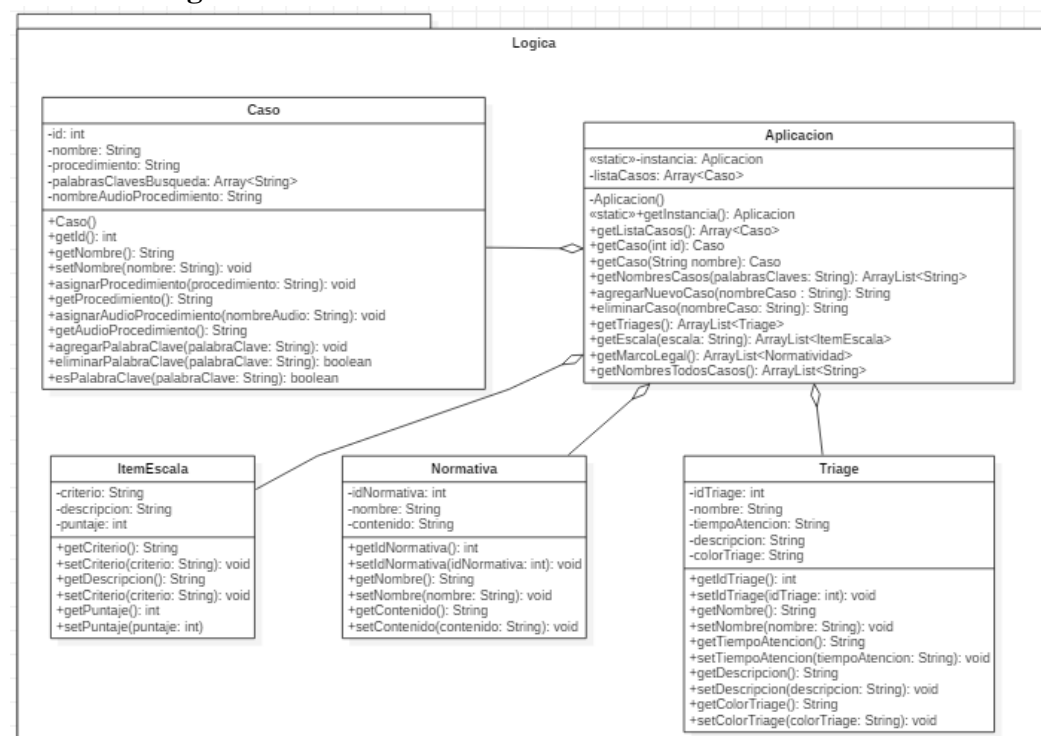 Logica
Caso
-id: int
-nombre: String
-procedimiento: String
-palabrasClavesBusqueda: Array<String>
-nombreAudioProcedimiento: String
+Caso()
+getId(): int
+getNombre(): String
+setNombre(nombre: String): void
+asignarProcedimiento(procedimiento: String): void
+getProcedimiento(): String
+asignarAudioProcedimiento(nombreAudio: String): void
+getAudioProcedimiento(): String
+agregarPalabraClave(palabraClave: String): void
+eliminarPalabraClave(palabraClave: String): boolean
+esPalabraClave(palabraClave: String): boolean
Aplicacion
«static»-instancia: Aplicacion
-listaCasos: Array<Caso>
-Aplicacion()
«static»+getInstancia(): Aplicacion
+getListaCasos(): Array<Caso>
+getCaso(int id): Caso
+getCaso(String nombre): Caso
+getNombresCasos(palabrasClaves: String): ArrayList<String>
+agregarNuevoCaso(nombreCaso : String): String
+eliminarCaso(nombreCaso: String): String
+getTriages(): ArrayList<Triage>
+getEscala(escala: String): ArrayList<ItemEscala>
+getMarcoLegal(): ArrayList<Normatividad>
+getNombresTodosCasos(): ArrayList<String>
ItemEscala
-criterio: String
-descripcion: String
-puntaje: int
+getCriterio(): String
+setCriterio(criterio: String): void
+getDescripcion(): String
+setCriterio(criterio: String): void
+getPuntaje(): int
+setPuntaje(puntaje: int)
Normativa
-idNormativa: int
-nombre: String
-contenido: String
+getIdNormativa(): int
+setIdNormativa(idNormativa: int): void
+getNombre(): String
+setNombre(nombre: String): void
+getContenido(): String
+setContenido(contenido: String): void
Triage
-idTriage: int
-nombre: String
-tiempoAtencion: String
-descripcion: String
-colorTriage: String
+getIdTriage(): int
+setIdTriage(idTriage: int): void
+getNombre(): String
+setNombre(nombre: String): void
+getTiempoAtencion(): String
+setTiempoAtencion(tiempoAtencion: String): void
+getDescripcion(): String
+setDescripcion(descripcion: String): void
+getColorTriage(): String
+setColorTriage(colorTriage: String): void